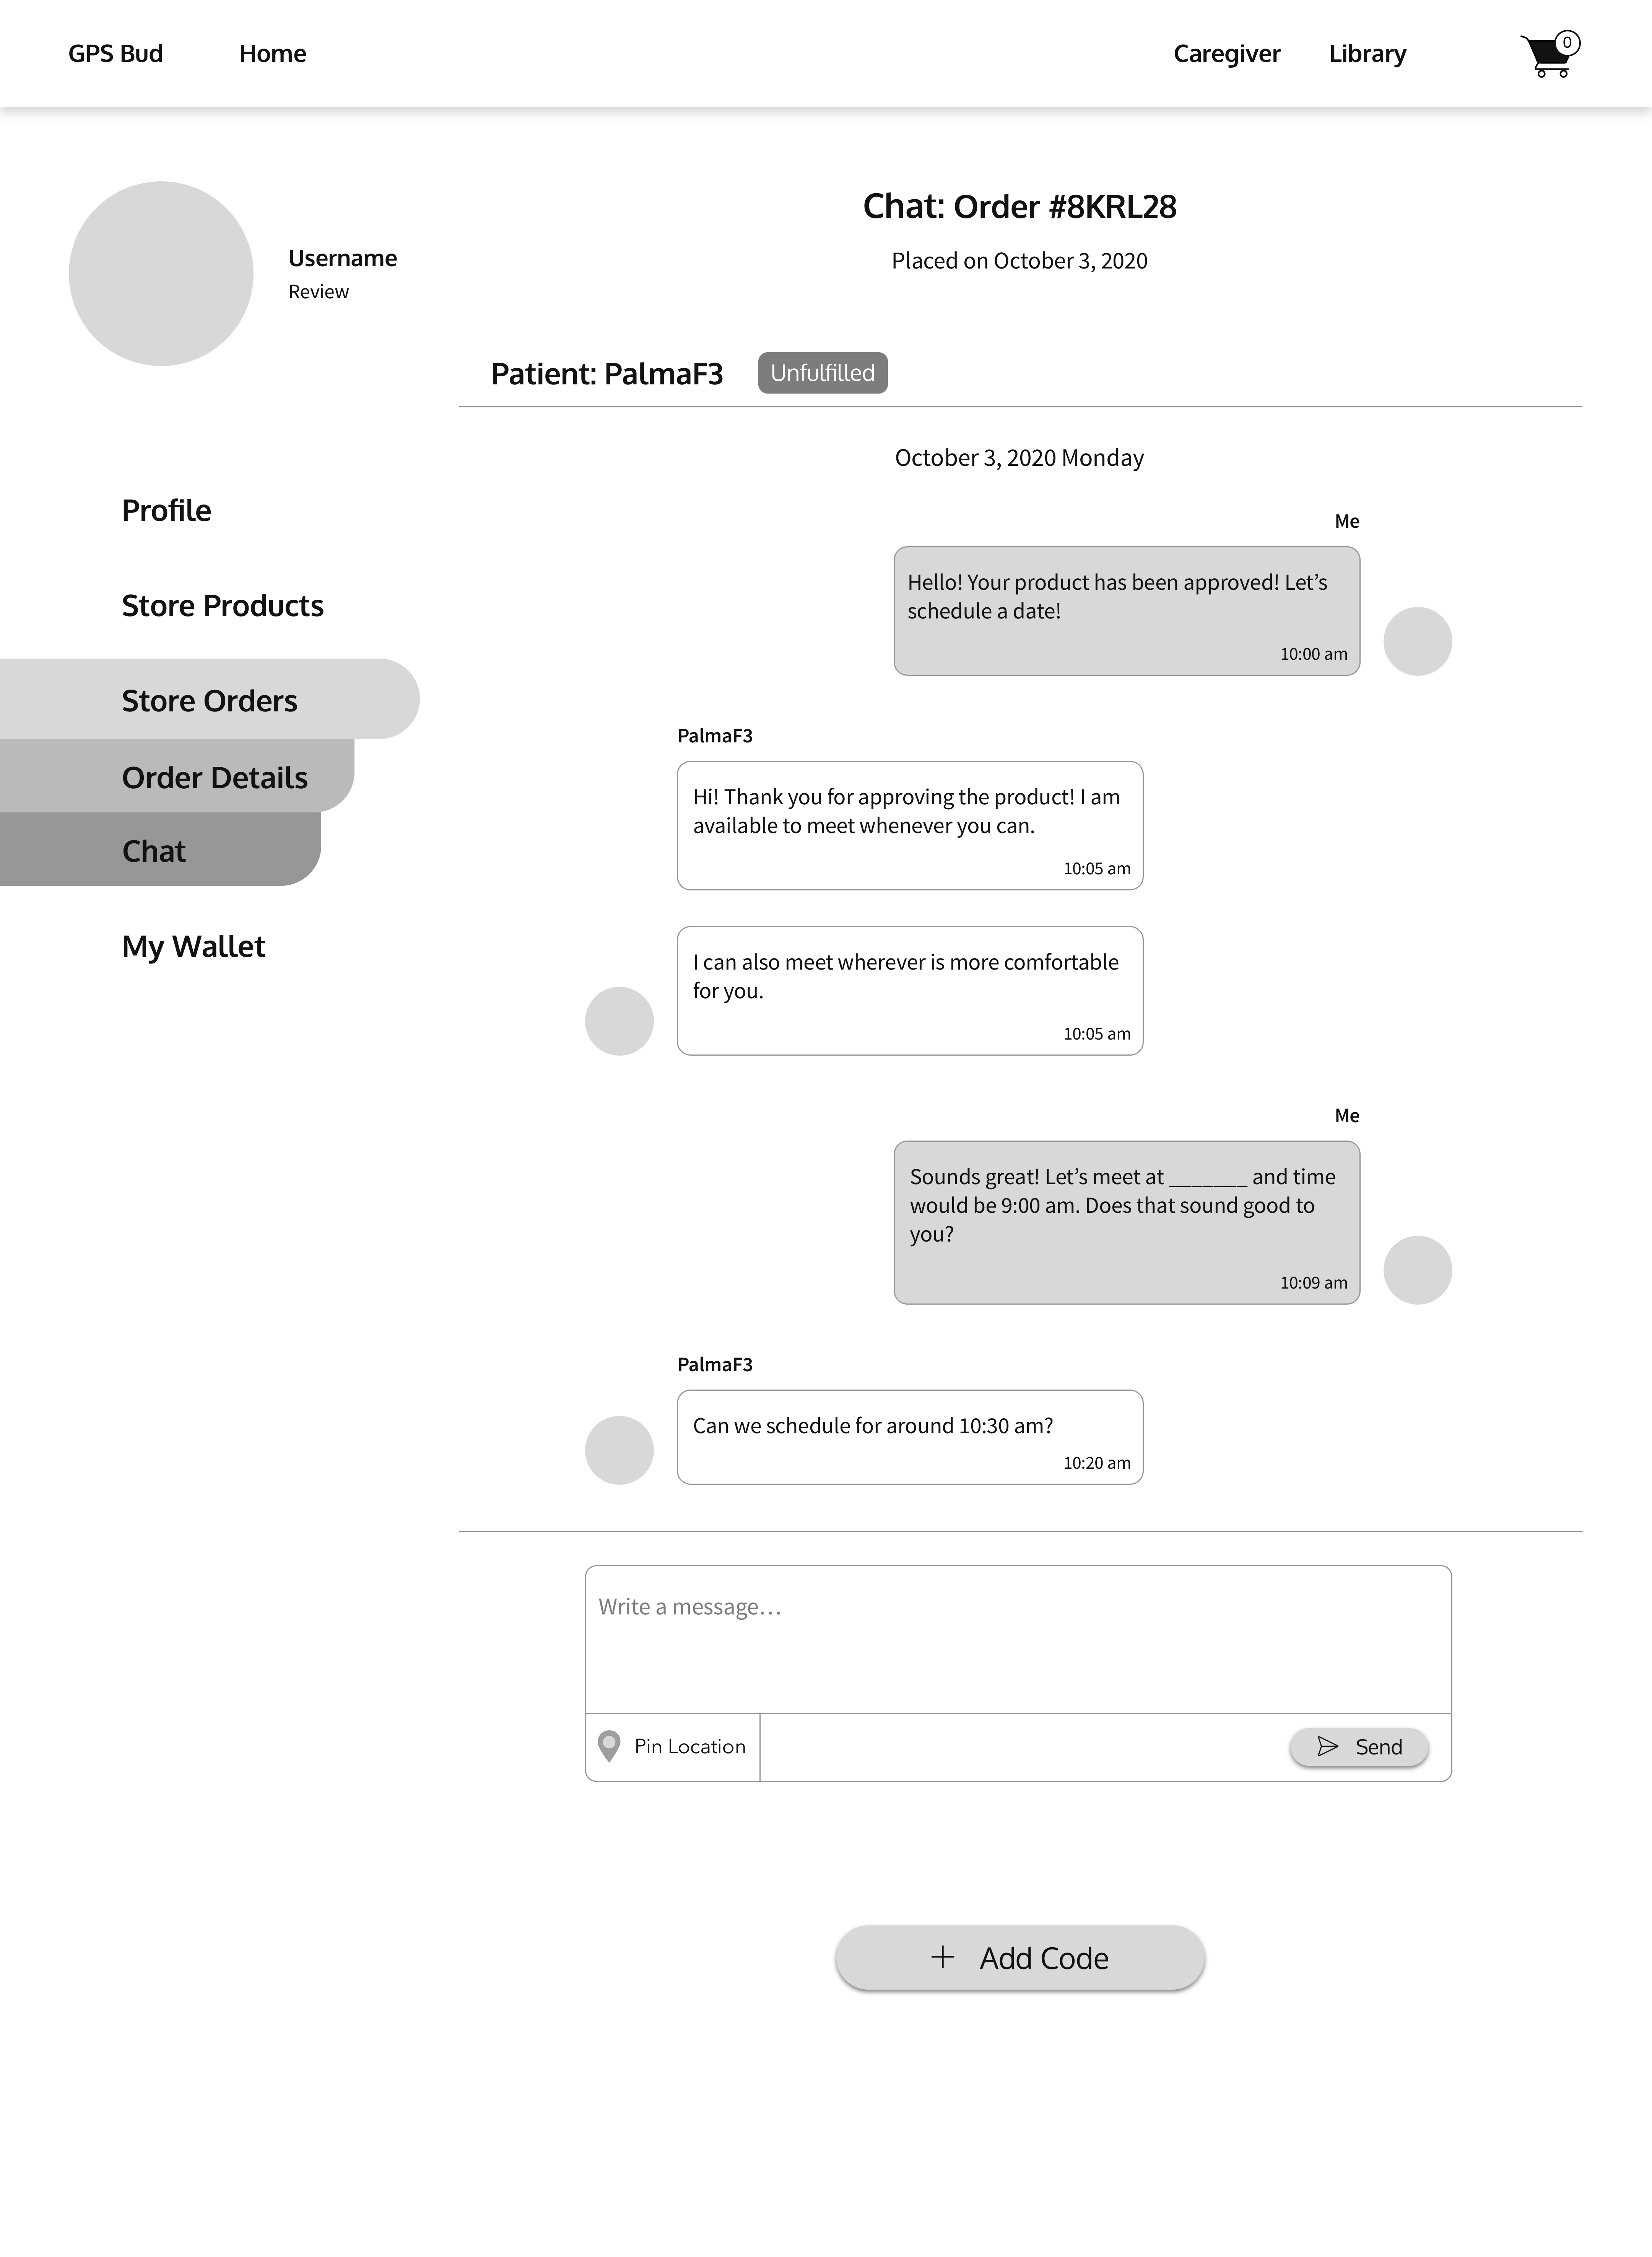 GPS Bud
Home
Caregiver
Library
0
Username
Review
Chat: Order #8KRL28
Placed on October 3, 2020
Patient: PalmaF3
Unfulfilled
Profile
Store Products
Store Orders
Order Details
Chat
My Wallet
October 3, 2020 Monday
Me
Hello! Your product has been approved! Let’s
schedule a date!
10:00 am
PalmaF3
Hi! Thank you for approving the product! I am
available to meet whenever you can.
10:05 am
I can also meet wherever is more comfortable
for you.
10:05 am
Me
Sounds great! Let’s meet at _______ and time
would be 9:00 am. Does that sound good to
you?
10:09 am
PalmaF3
Can we schedule for around 10:30 am?
10:20 am
Write a message…
Pin Location
Send
+ Add Code